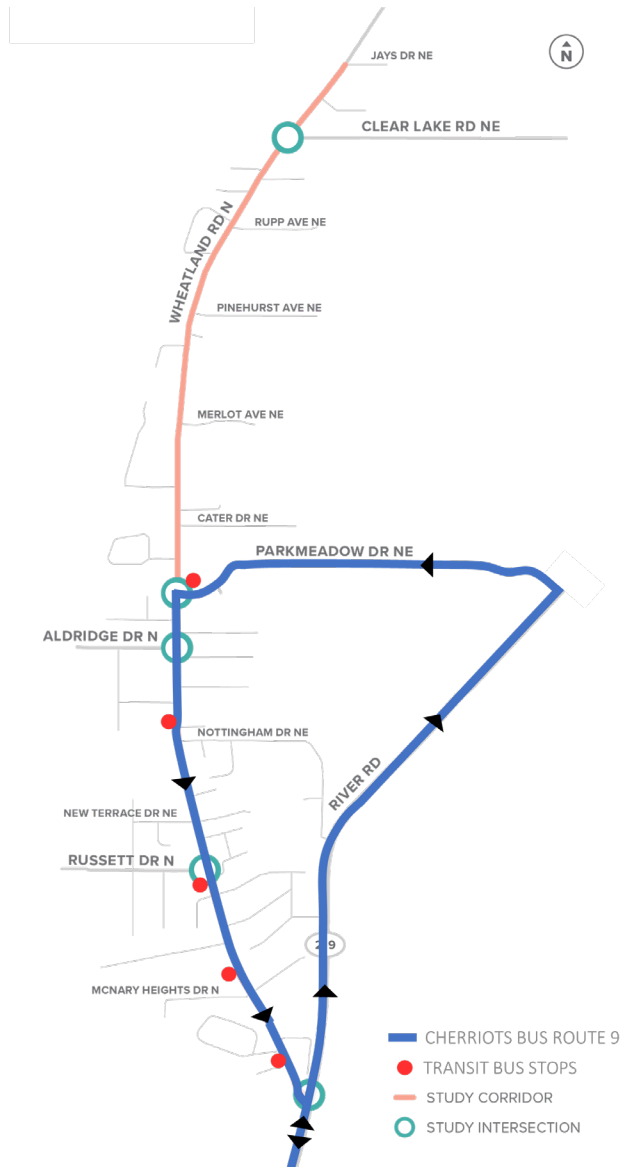 JAYS DR NE
N
CLEAR LAKE RD NE
WHEATLAND RD N
RUPP AVE NE
PINEHURST AVE NE
MERLOT AVE NE
CATER DR NE
PARKMEADOW DR NE
ALDRIDGE DR N
NOTTINGHAM DR NE
RIVER RD
NEW TERRACE DR NE
RUSSETT DR N
MCNARY HEIGHTS DR N
CHERRIOTS BUS ROUTE 9
TRANSIT BUS STOPS
STUDY CORRIDOR
STUDY INTERSECTION